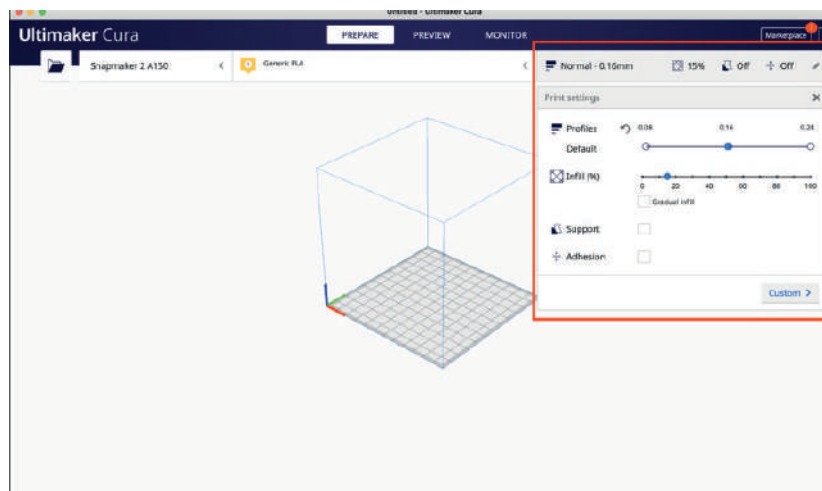 Untitled - Ultimaker Cura
Ultimaker Cura
PREPARE
PREVIEW
MONITOR
Marketplace
Snapmaker 2 A150
Generic PLA
Normal - 0.16mm
15%
Off
Off
Print settings
Profiles
0.08
0.16
0.24
Default
Infill (%)
0
20
40
60
80
100
Gradual infill
Support
Adhesion
Custom